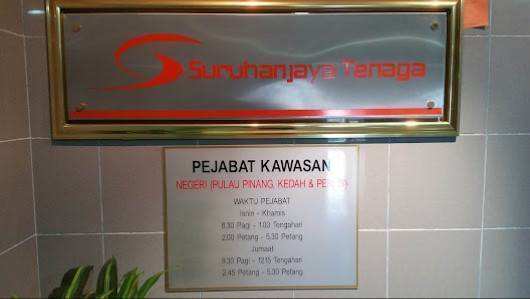 Suruhanjaya Tenaga
PEJABAT KAWASAN
NEGERI (PULAU PINANG, KEDAH & PERLIS)
WAKTU PEJABAT
Isnin - Khamis
8.30 Pagi - 1.00 Tengahari
2.00 Petang - 5.30 Petang
Jumaat
8.30 Pagi - 12.15 Tengahari
2.45 Petang - 5.30 Petang